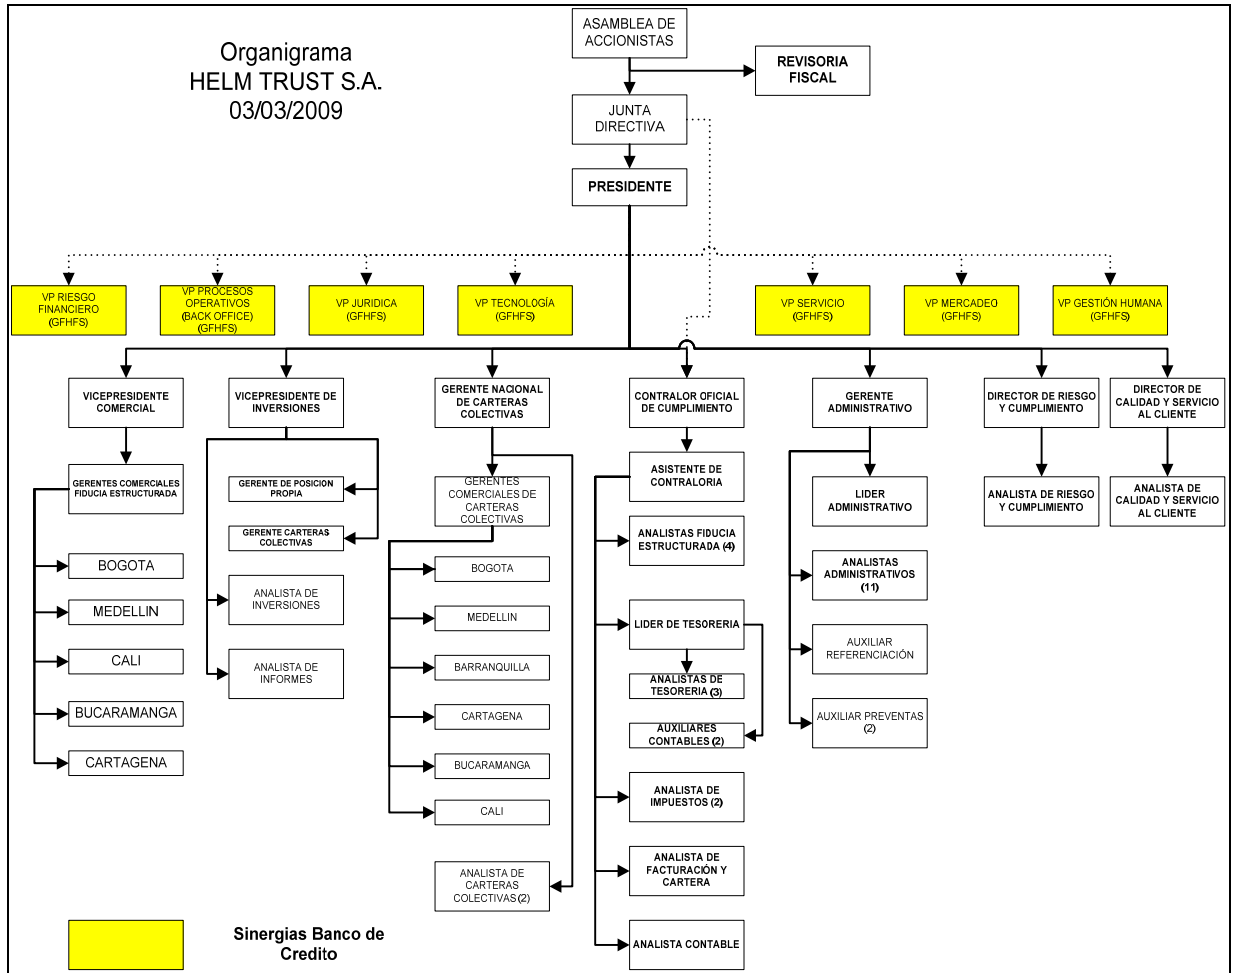 Organigrama
HELM TRUST S.A.
03/03/2009
ASAMBLEA DE
ACCIONISTAS
REVISORIA
FISCAL
JUNTA
DIRECTIVA
PRESIDENTE
VP RIESGO
FINANCIERO
(GFHFS)
VP PROCESOS
OPERATIVOS
(BACK OFFICE)
(GFHFS)
VP JURIDICA
(GFHFS)
VP TECNOLOGÍA
(GFHFS)
VP SERVICIO
(GFHFS)
VP MERCADEO
(GFHFS)
VP GESTIÓN HUMANA
(GFHFS)
VICEPRESIDENTE
COMERCIAL
VICEPRESIDENTE DE
INVERSIONES
GERENTE NACIONAL
DE CARTERAS
COLECTIVAS
CONTRALOR OFICIAL
DE CUMPLIMIENTO
GERENTE
ADMINISTRATIVO
DIRECTOR DE RIESGO
Y CUMPLIMIENTO
DIRECTOR DE
CALIDAD Y SERVICIO
AL CLIENTE
GERENTES COMERCIALES
FIDUCIA ESTRUCTURADA
BOGOTA
MEDELLIN
CALI
BUCARAMANGA
CARTAGENA
GERENTE DE POSICION
PROPIA
GERENTE CARTERAS
COLECTIVAS
ANALISTA DE
INVERSIONES
ANALISTA DE
INFORMES
GERENTES
COMERCIALES DE
CARTERAS
COLECTIVAS
BOGOTA
MEDELLIN
BARRANQUILLA
CARTAGENA
BUCARAMANGA
CALI
ANALISTA DE
CARTERAS
COLECTIVAS (2)
ASISTENTE DE
CONTRALORIA
ANALISTAS FIDUCIA
ESTRUCTURADA (4)
LIDER DE TESORERIA
ANALISTAS DE
TESORERIA (3)
AUXILIARES
CONTABLES (2)
ANALISTA DE
IMPUESTOS (2)
ANALISTA DE
FACTURACIÓN Y
CARTERA
ANALISTA CONTABLE
LIDER
ADMINISTRATIVO
ANALISTAS
ADMINISTRATIVOS
(11)
AUXILIAR
REFERENCIACIÓN
AUXILIAR PREVENTAS
(2)
ANALISTA DE RIESGO
Y CUMPLIMIENTO
ANALISTA DE
CALIDAD Y SERVICIO
AL CLIENTE
Sinergias Banco de
Credito